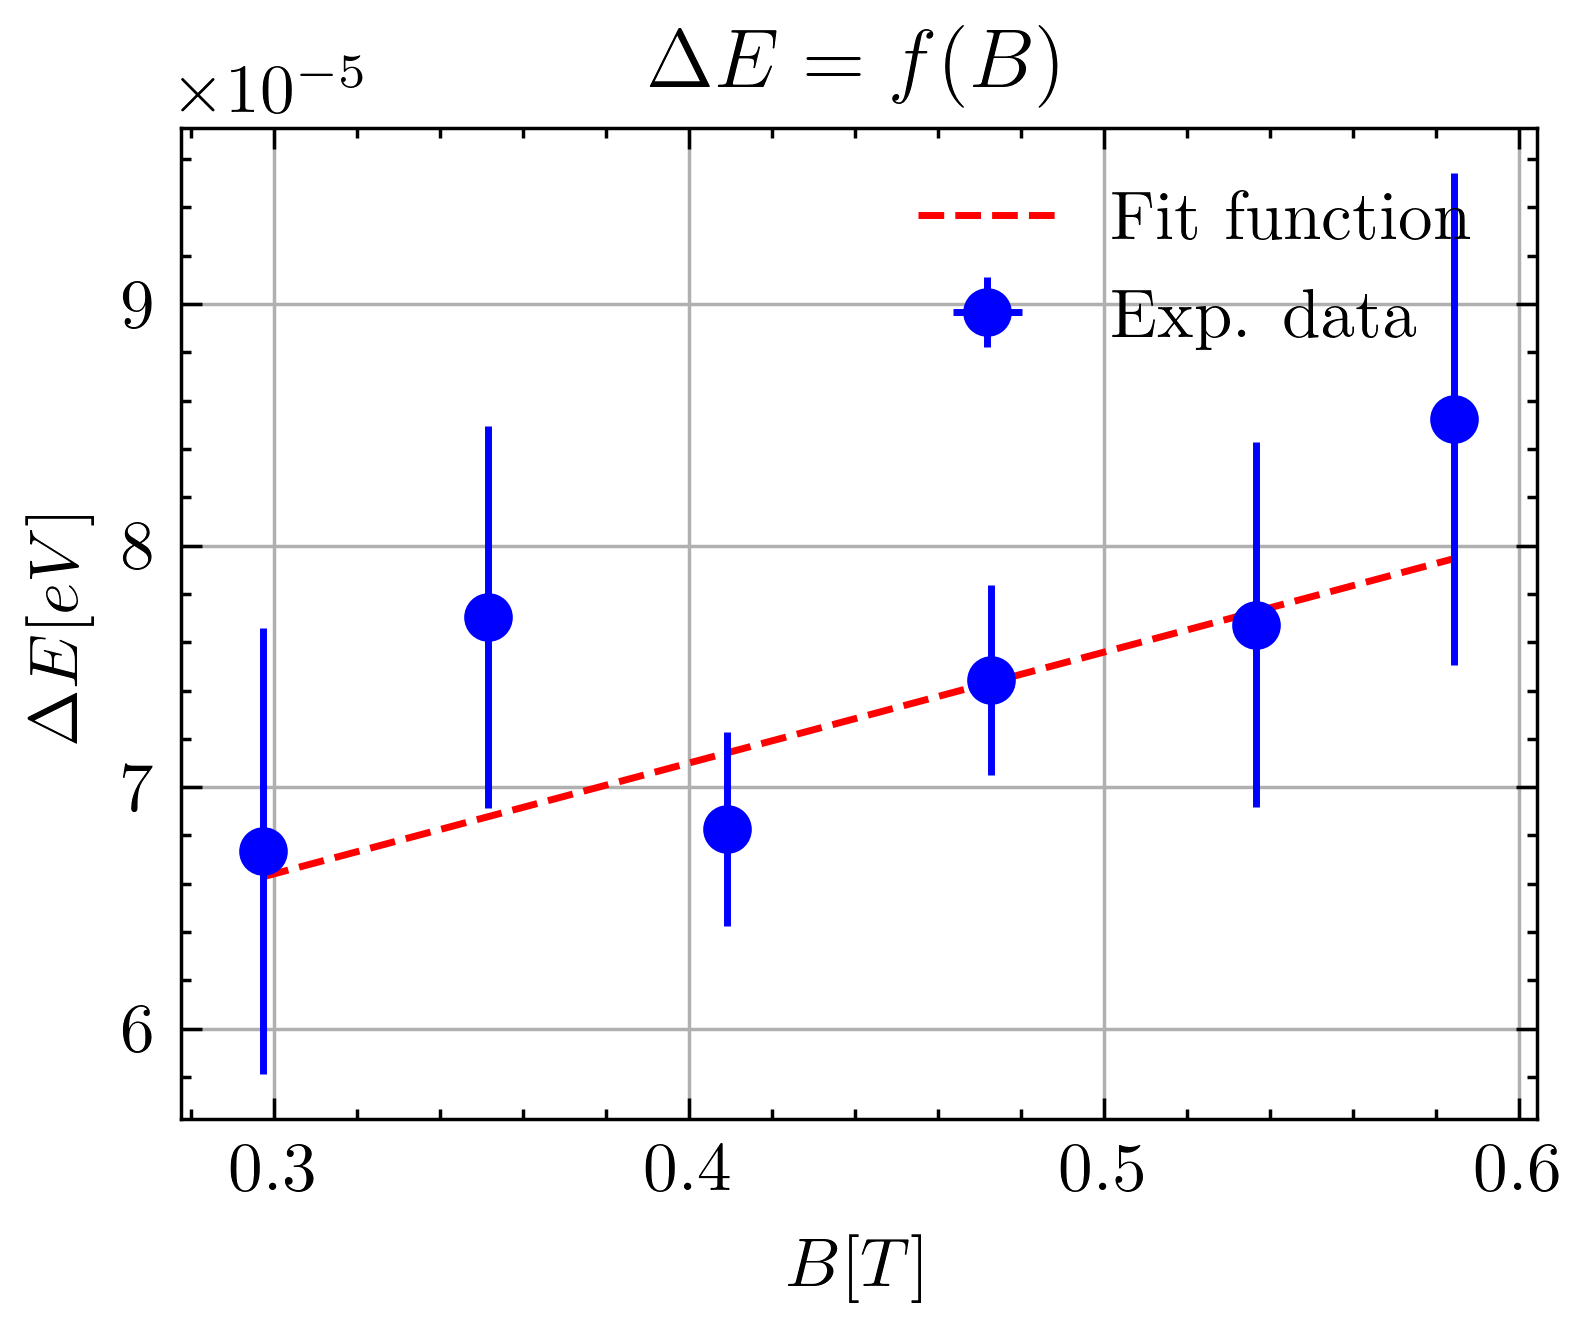 ΔE = f(B)
×10⁻⁵
Fit function
Exp. data
9
8
7
6
ΔE[eV]
0.3 0.4 0.5 0.6
B[T]